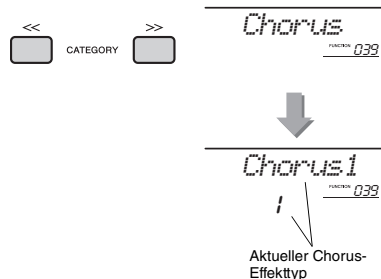 << CATEGORY >>
Chorus
FUNCTION 039
Chorus1
FUNCTION 039
1
Aktueller Chorus-
Effekttyp